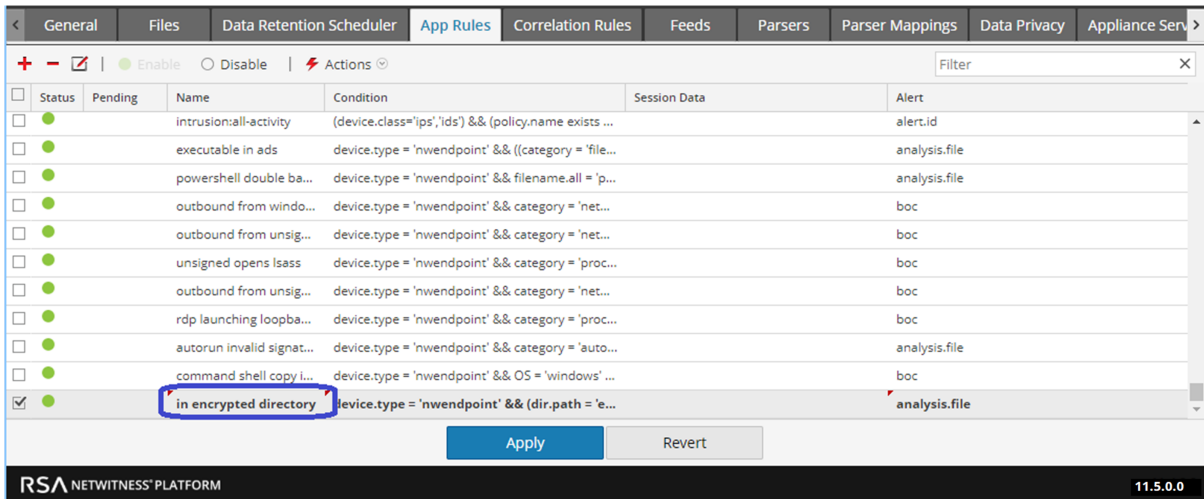 General Files Data Retention Scheduler App Rules Correlation Rules Feeds Parsers Parser Mappings Data Privacy Appliance Serv
Enable Disable Actions Filter
Status Pending Name Condition Session Data Alert
intrusion:all-activity (device.class='ips','ids') && (policy.name exists ... alert.id
executable in ads device.type = 'nwendpoint' && ((category = 'file... analysis.file
powershell double ba... device.type = 'nwendpoint' && filename.all = 'p... analysis.file
outbound from windo... device.type = 'nwendpoint' && category = 'net... boc
outbound from unsig... device.type = 'nwendpoint' && category = 'net... boc
unsigned opens lsass device.type = 'nwendpoint' && category = 'proc... boc
outbound from unsig... device.type = 'nwendpoint' && category = 'net... boc
rdp launching loopba... device.type = 'nwendpoint' && category = 'proc... boc
autorun invalid signat... device.type = 'nwendpoint' && category = 'auto... analysis.file
command shell copy i... device.type = 'nwendpoint' && OS = 'windows' ... boc
in encrypted directory device.type = 'nwendpoint' && (dir.path = 'e... analysis.file
Apply Revert
RSA NETWITNESS® PLATFORM 11.5.0.0